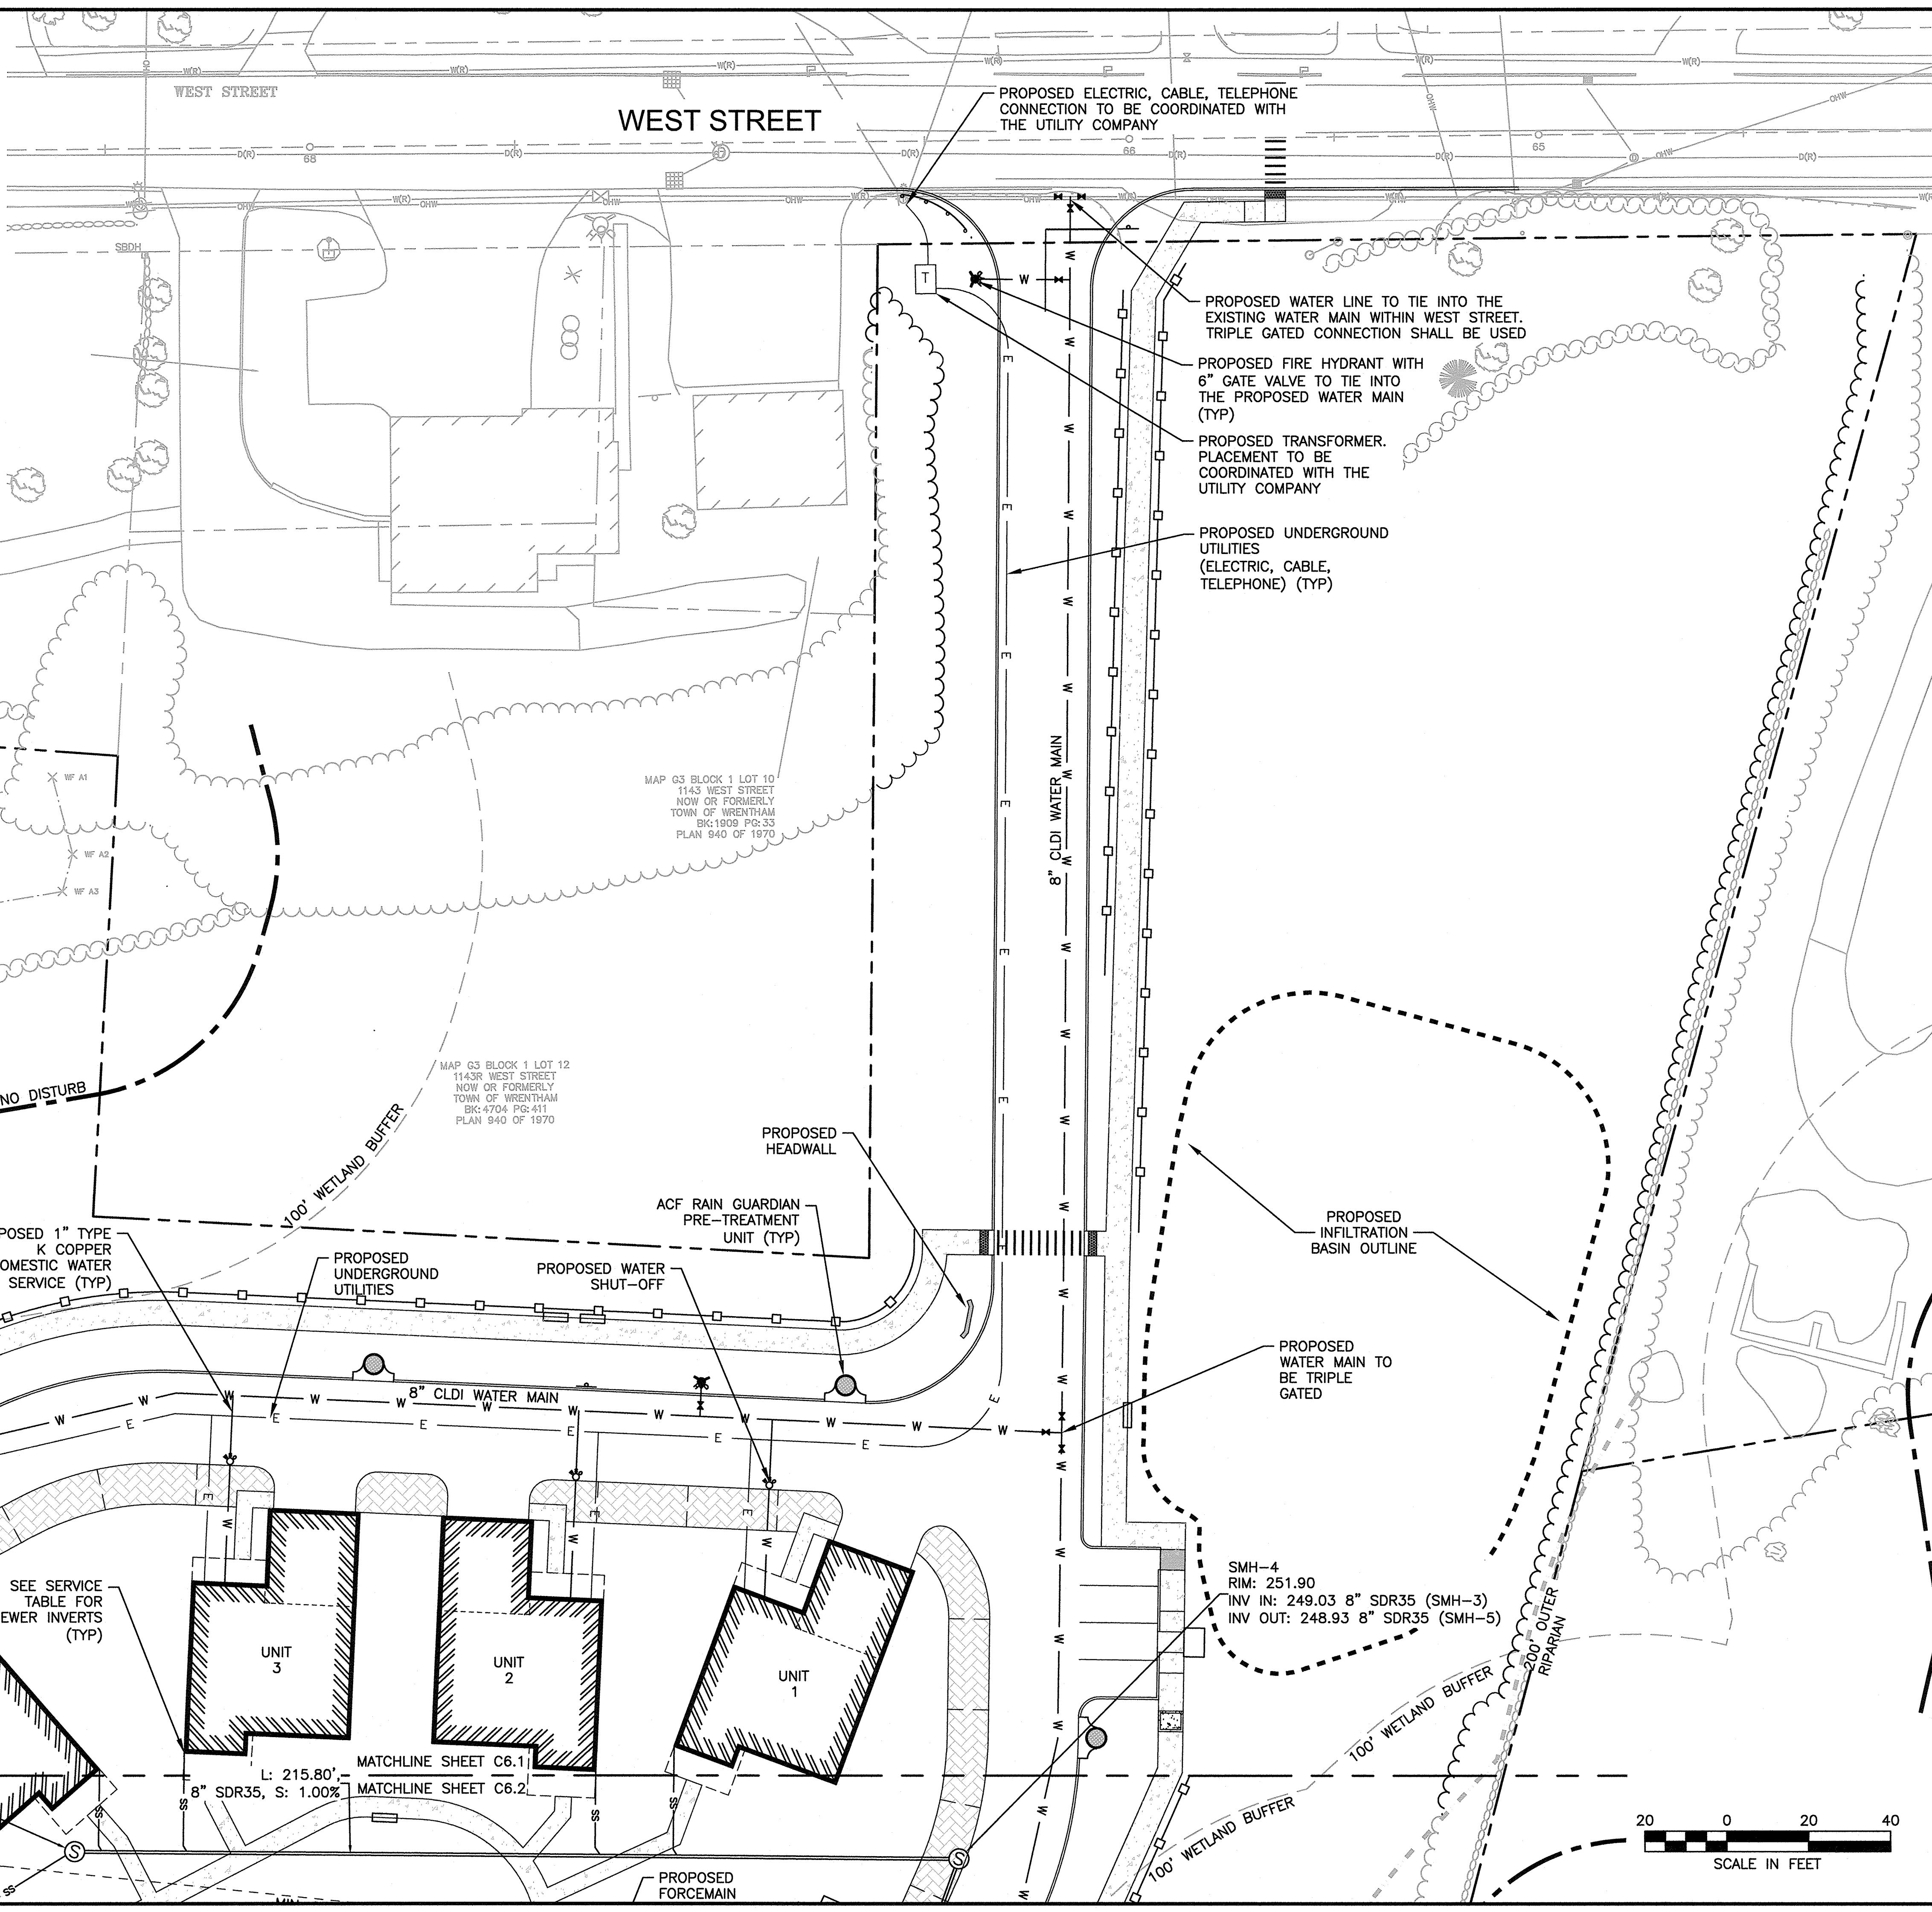 WEST STREET
WEST STREET
PROPOSED ELECTRIC, CABLE, TELEPHONE
CONNECTION TO BE COORDINATED WITH
THE UTILITY COMPANY
68
66
65
SBDH
T
PROPOSED WATER LINE TO TIE INTO THE
EXISTING WATER MAIN WITHIN WEST STREET.
TRIPLE GATED CONNECTION SHALL BE USED
PROPOSED FIRE HYDRANT WITH
6" GATE VALVE TO TIE INTO
THE PROPOSED WATER MAIN
(TYP)
PROPOSED TRANSFORMER.
PLACEMENT TO BE
COORDINATED WITH THE
UTILITY COMPANY
PROPOSED UNDERGROUND
UTILITIES
(ELECTRIC, CABLE,
TELEPHONE) (TYP)
8" CLDI WATER MAIN
WF A1
WF A2
WF A3
MAP G3 BLOCK 1 LOT 10
1143 WEST STREET
NOW OR FORMERLY
TOWN OF WRENTHAM
BK:1909 PG:33
PLAN 940 OF 1970
MAP G3 BLOCK 1 LOT 12
1143R WEST STREET
NOW OR FORMERLY
TOWN OF WRENTHAM
BK:4704 PG:411
PLAN 940 OF 1970
NO DISTURB
100' WETLAND BUFFER
PROPOSED
HEADWALL
ACF RAIN GUARDIAN
PRE-TREATMENT
UNIT (TYP)
PROPOSED
INFILTRATION
BASIN OUTLINE
POSED 1" TYPE
K COPPER
OMESTIC WATER
SERVICE (TYP)
PROPOSED
UNDERGROUND
UTILITIES
PROPOSED WATER
SHUT-OFF
PROPOSED
WATER MAIN TO
BE TRIPLE
GATED
8" CLDI WATER MAIN
SEE SERVICE
TABLE FOR
EWER INVERTS
(TYP)
UNIT
3
UNIT
2
UNIT
1
SMH-4
RIM: 251.90
INV IN: 249.03 8" SDR35 (SMH-3)
INV OUT: 248.93 8" SDR35 (SMH-5)
200' OUTER
RIPARIAN
100' WETLAND BUFFER
100' WETLAND BUFFER
MATCHLINE SHEET C6.1
MATCHLINE SHEET C6.2
L: 215.80',
8" SDR35, S: 1.00%
PROPOSED
FORCEMAIN
20 0 20 40
SCALE IN FEET